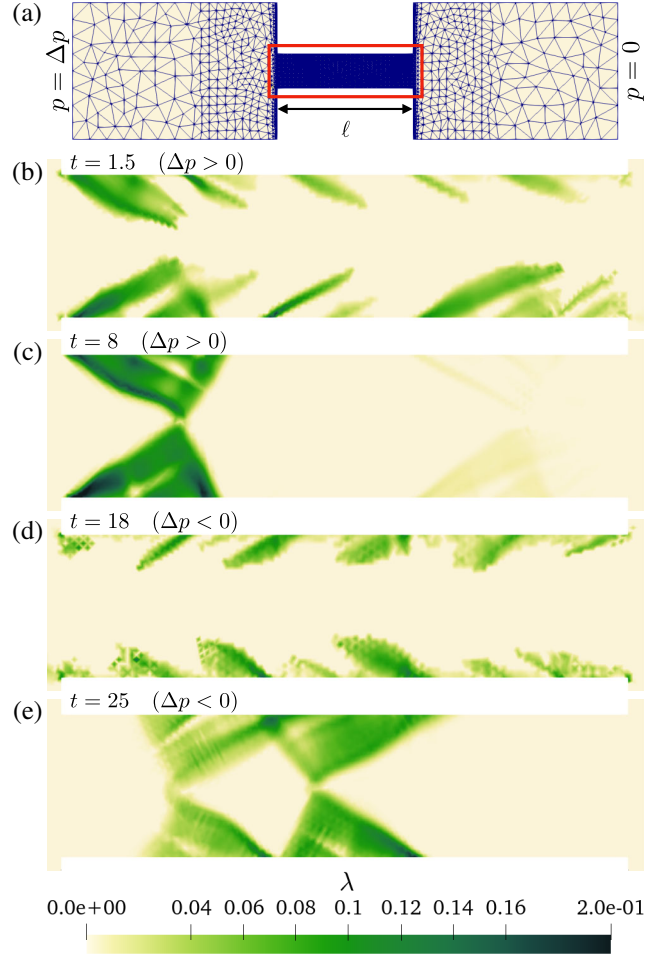 (a)
p = Δp
p = 0
ℓ
(b) t = 1.5 (Δp > 0)
(c) t = 8 (Δp > 0)
(d) t = 18 (Δp < 0)
(e) t = 25 (Δp < 0)
λ
0.0e+00 0.04 0.06 0.08 0.1 0.12 0.14 0.16 2.0e-01